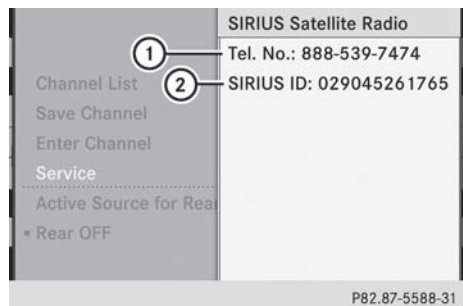 SIRIUS Satellite Radio
1
Tel. No.: 888-539-7474
2
SIRIUS ID: 029045261765
Channel List
Save Channel
Enter Channel
Service
Active Source for Rea
• Rear OFF
P82.87-5588-31